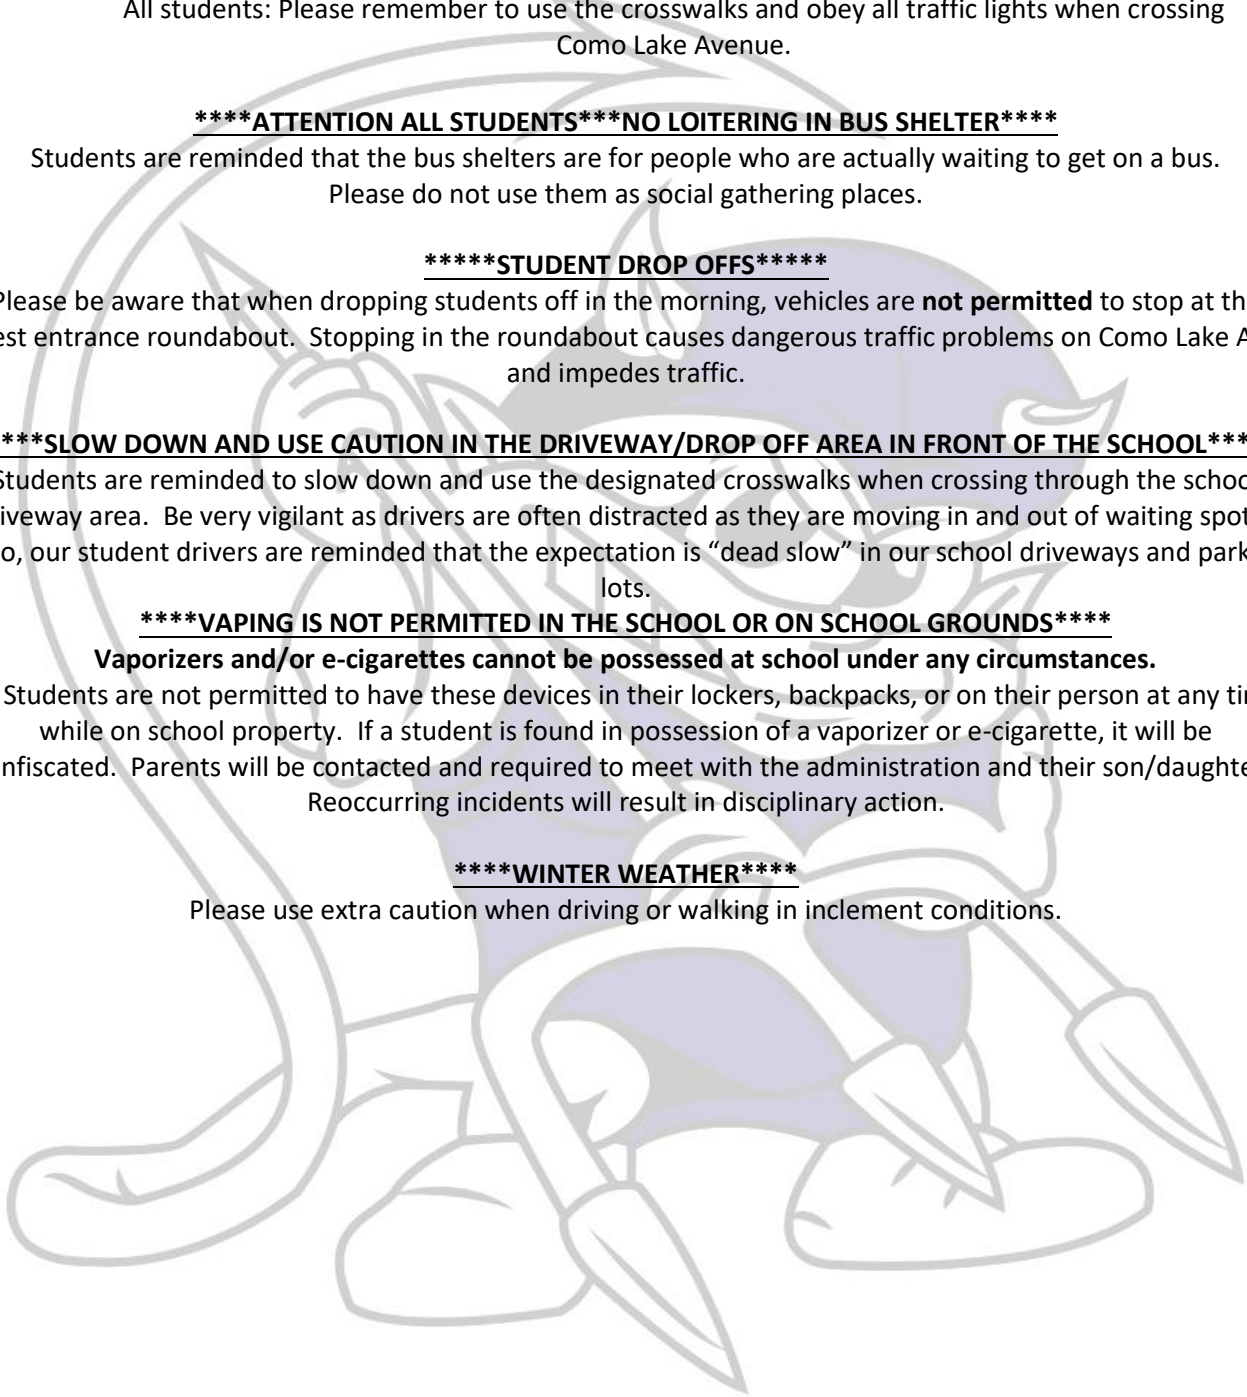 All students: Please remember to use the crosswalks and obey all traffic lights when crossing
Como Lake Avenue.
****ATTENTION ALL STUDENTS***NO LOITERING IN BUS SHELTER****
Students are reminded that the bus shelters are for people who are actually waiting to get on a bus.
Please do not use them as social gathering places.
*****STUDENT DROP OFFS*****
Please be aware that when dropping students off in the morning, vehicles are not permitted to stop at th
est entrance roundabout. Stopping in the roundabout causes dangerous traffic problems on Como Lake A
and impedes traffic.
***SLOW DOWN AND USE CAUTION IN THE DRIVEWAY/DROP OFF AREA IN FRONT OF THE SCHOOL***
Students are reminded to slow down and use the designated crosswalks when crossing through the schoo
iveway area. Be very vigilant as drivers are often distracted as they are moving in and out of waiting spot
o, our student drivers are reminded that the expectation is “dead slow” in our school driveways and park
lots.
****VAPING IS NOT PERMITTED IN THE SCHOOL OR ON SCHOOL GROUNDS****
Vaporizers and/or e-cigarettes cannot be possessed at school under any circumstances.
Students are not permitted to have these devices in their lockers, backpacks, or on their person at any ti
while on school property. If a student is found in possession of a vaporizer or e-cigarette, it will be
nfiscated. Parents will be contacted and required to meet with the administration and their son/daughte
Reoccurring incidents will result in disciplinary action.
****WINTER WEATHER****
Please use extra caution when driving or walking in inclement conditions.